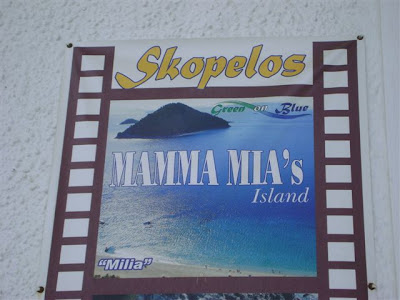 Skopelos
Green on Blue
MAMMA MIA's
Island
"Milia"